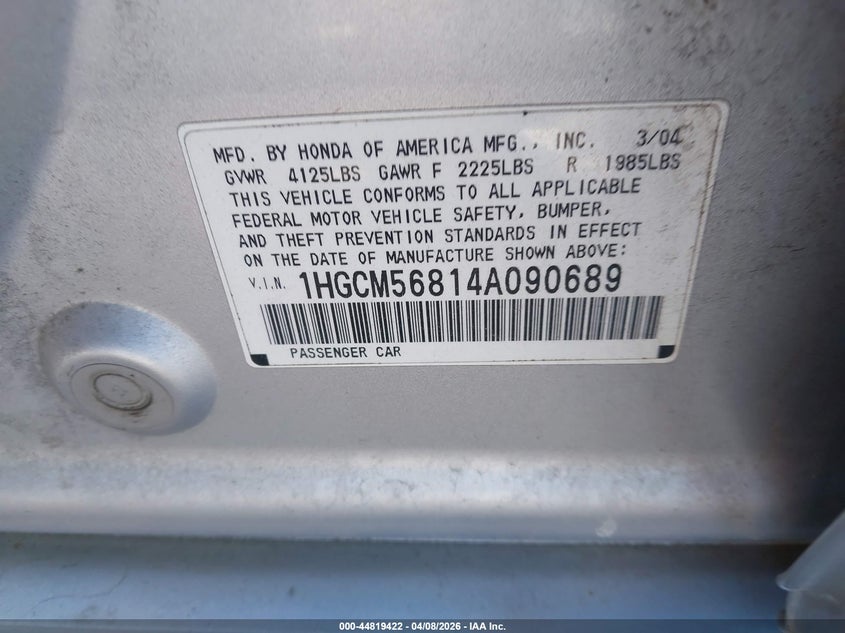 MFD. BY HONDA OF AMERICA MFG., INC. 3/04
GVWR 4125LBS GAWR F 2225LBS R 1985LBS
THIS VEHICLE CONFORMS TO ALL APPLICABLE
FEDERAL MOTOR VEHICLE SAFETY, BUMPER,
AND THEFT PREVENTION STANDARDS IN EFFECT
ON THE DATE OF MANUFACTURE SHOWN ABOVE:
V.I.N. 1HGCM56814A090689
PASSENGER CAR
000-44819422 - 04/08/2026 - IAA Inc.